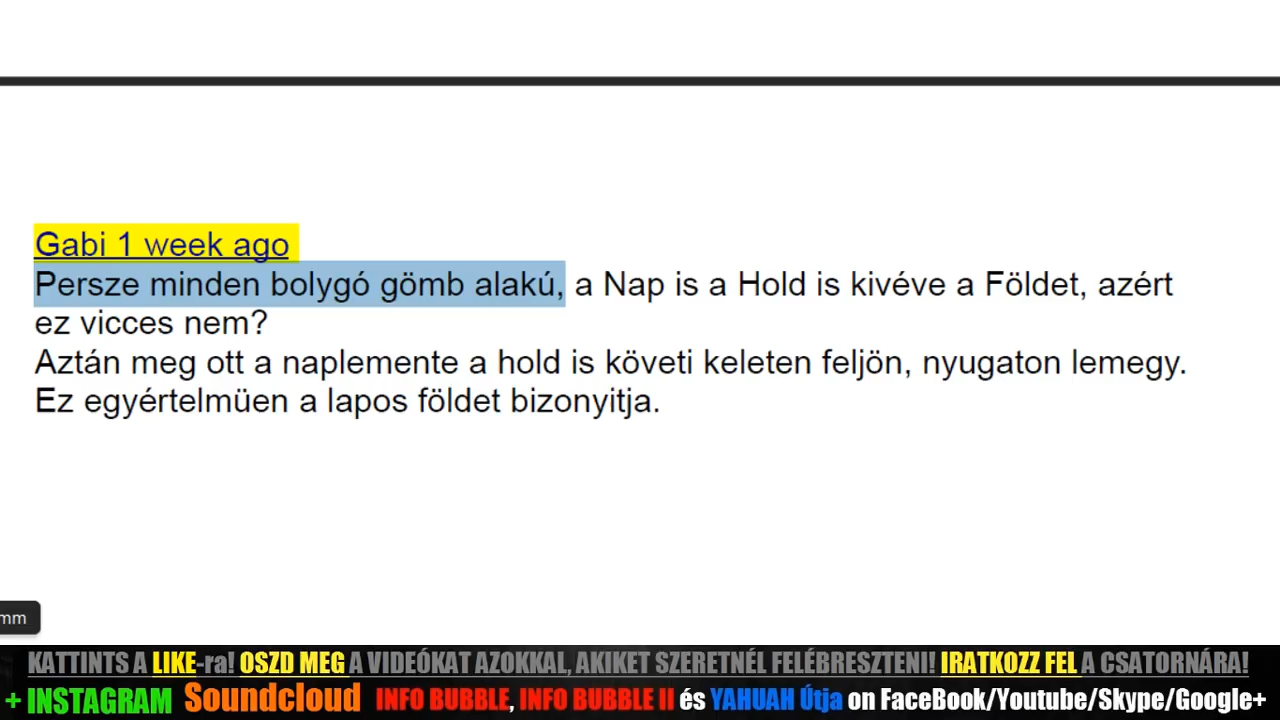 Gabi 1 week ago
Persze minden bolygó gömb alakú, a Nap is a Hold is kivéve a Földet, azért
ez vicces nem?
Aztán meg ott a naplemente a hold is követi keleten feljön, nyugaton lemegy.
Ez egyértelmüen a lapos földet bizonyitja.
mm
KATTINTS A LIKE-ra! OSZD MEG A VIDEÓKAT AZOKKAL, AKIKET SZERETNÉL FELÉBRESZTENI! IRATKOZZ FEL A CSATORNÁRA!
+ INSTAGRAM Soundcloud INFO BUBBLE, INFO BUBBLE II és YAHUAH Útja on FaceBook/Youtube/Skype/Google+